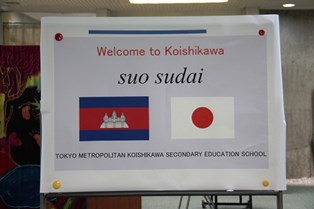 Welcome to Koishikawa
suo sudai
TOKYO METROPOLITAN KOISHIKAWA SECONDARY EDUCATION SCHOOL